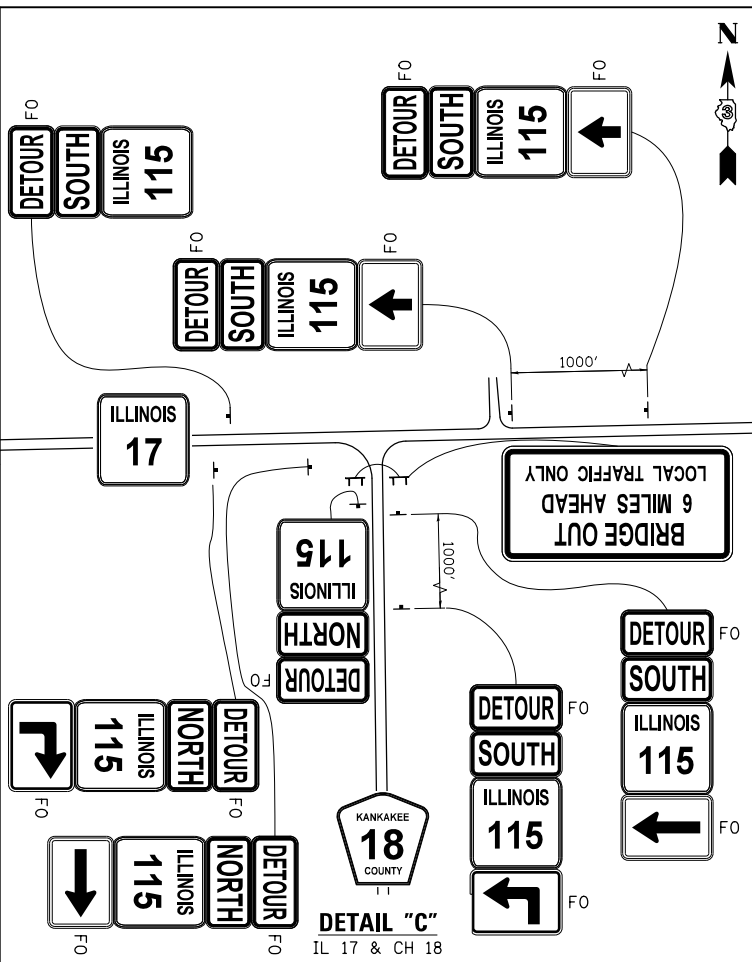 N
3
FO
DETOUR
SOUTH
ILLINOIS
115
FO
FO
DETOUR
SOUTH
ILLINOIS
115
FO
DETOUR
SOUTH
ILLINOIS
115
FO
1000'
ILLINOIS
17
BRIDGE OUT
6 MILES AHEAD
LOCAL TRAFFIC ONLY
1000'
DETOUR
NORTH
ILLINOIS
115
FO
DETOUR
SOUTH
ILLINOIS
115
FO
FO
DETOUR
SOUTH
ILLINOIS
115
FO
FO
DETOUR
NORTH
ILLINOIS
115
FO
FO
DETOUR
NORTH
ILLINOIS
115
FO
FO
KANKAKEE
18
COUNTY
DETAIL "C"
IL 17 & CH 18